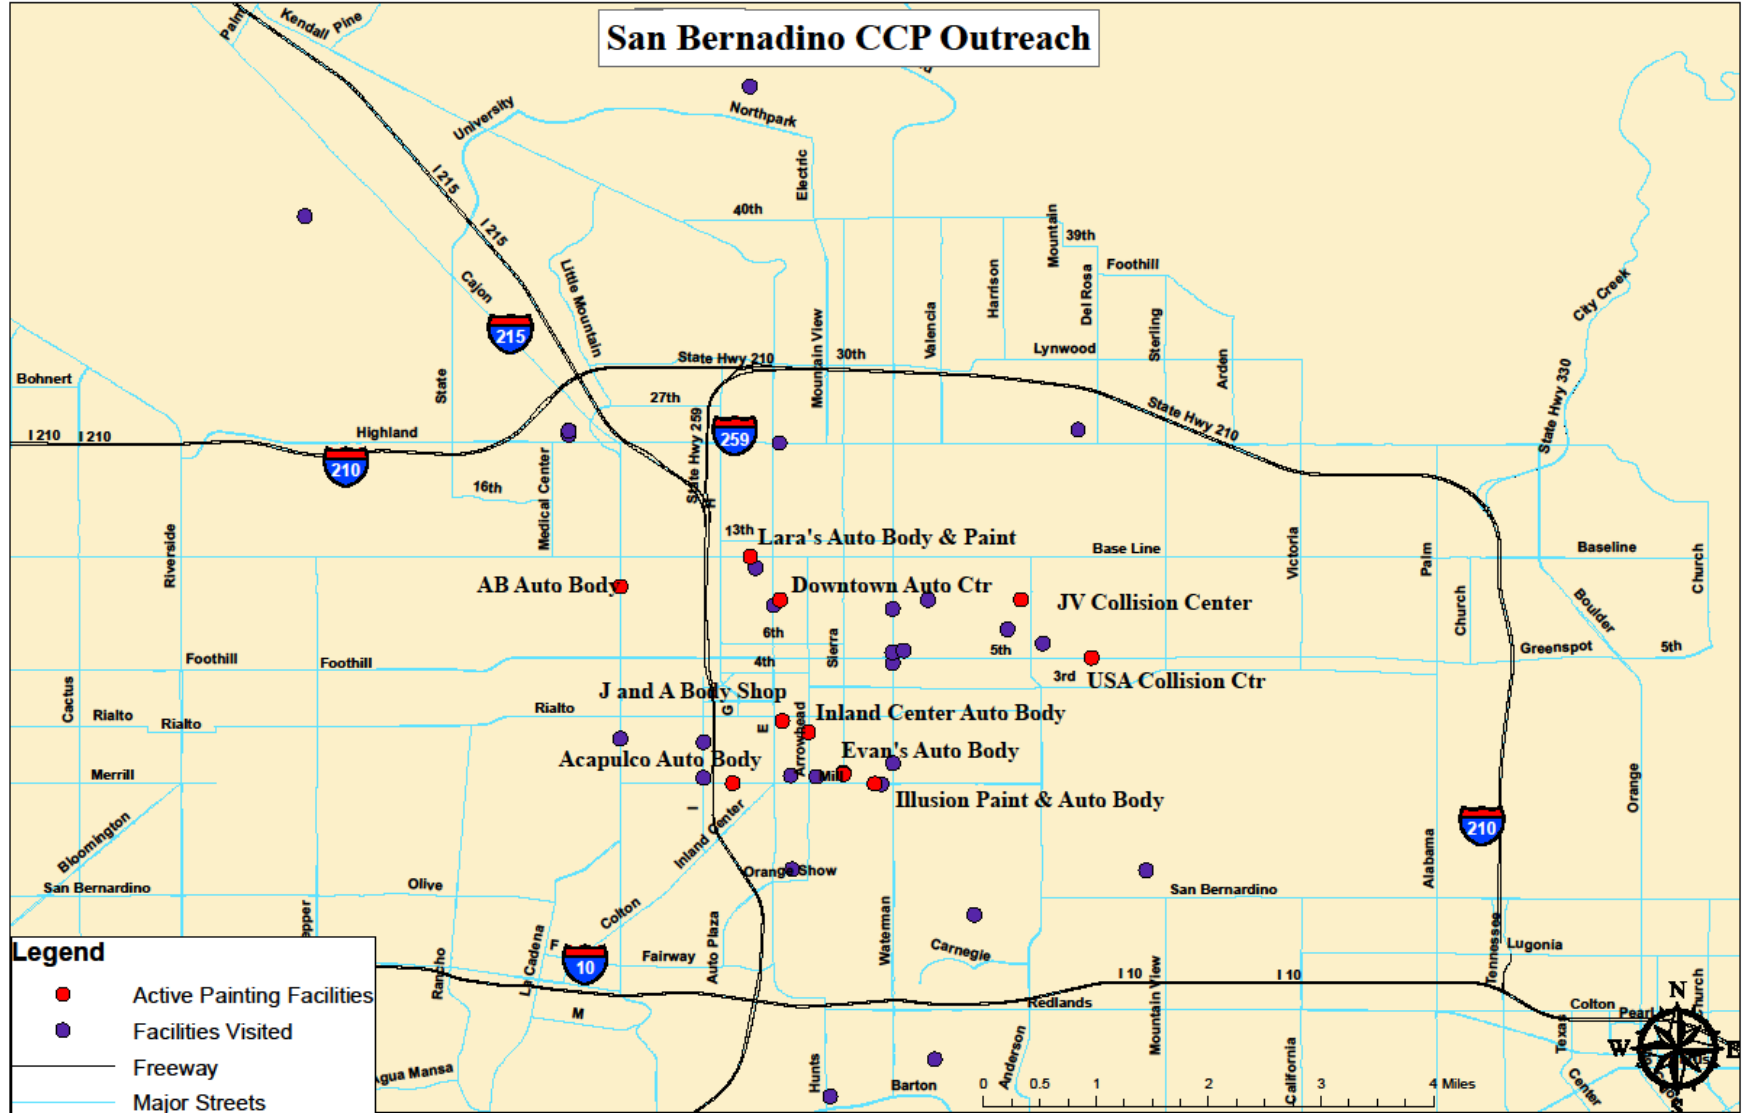 San Bernadino CCP Outreach
Palm
Kendall
Pine
University
Northpark
I 215
Electric
I 215
40th
Mountain
39th
Foothill
Cajon
Little Mountain
Harrison
Del Rosa
City Creek
215
Mountain View
Valencia
Sterling
Lynwood
State Hwy 210
30th
Arden
Bohnert
State
27th
State Hwy 259
State Hwy 210
State Hwy 330
I 210
I 210
Highland
259
210
16th
Medical Center
H
13th
Lara's Auto Body & Paint
Riverside
Base Line
Victoria
Palm
Baseline
Church
AB Auto Body
Downtown Auto Ctr
JV Collision Center
Church
Boulder
6th
Sierra
5th
Greenspot
5th
Foothill
Foothill
4th
3rd
USA Collision Ctr
J and A Body Shop
Cactus
Rialto
Rialto
Rialto
G
E
Arrowhead
Inland Center Auto Body
Evan's Auto Body
Acapulco Auto Body
Merrill
Mill
Illusion Paint & Auto Body
Orange
I
Inland Center
Bloomington
210
Alabama
Orange Show
San Bernardino
Olive
San Bernardino
epper
Colton
Auto Plaza
Waterman
Carnegie
Tennessee
Lugonia
Rancho
La Cadena
F
10
Fairway
Mountain View
I 10
I 10
Redlands
Church
Colton
Pearl
M
Texas
Hunts
Anderson
California
Agua Mansa
Barton
Center
Legend
Active Painting Facilities
Facilities Visited
Freeway
Major Streets
0 0.5 1 2 3 4 Miles
N
W
E
S